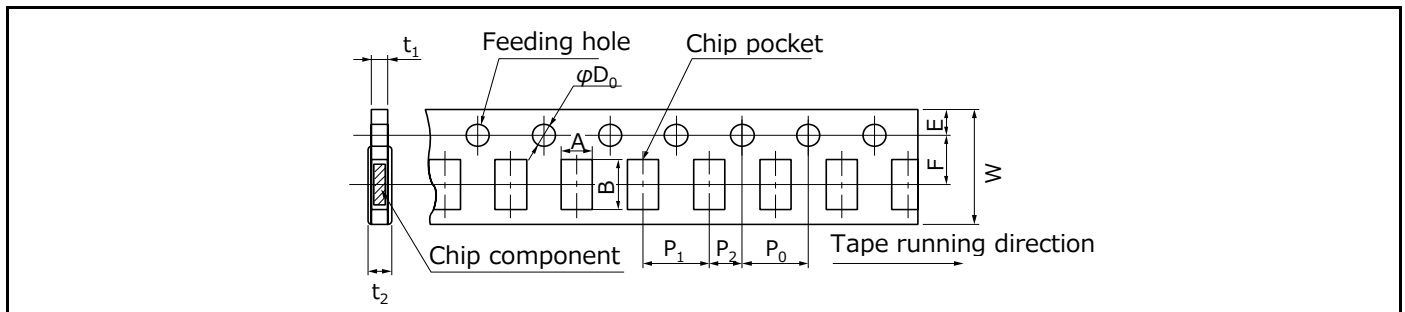 t₁
Feeding hole
Chip pocket
φD₀
A
B
E
F
W
P₁
P₂
P₀
Tape running direction
Chip component
t₂